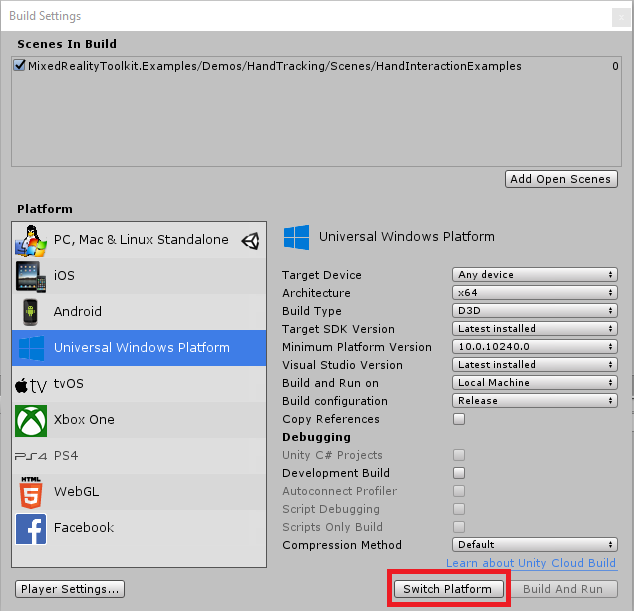 Build Settings
x
Scenes In Build
MixedRealityToolkit.Examples/Demos/HandTracking/Scenes/HandInteractionExamples 0
Add Open Scenes
Platform
PC, Mac & Linux Standalone
iOS
Android
Universal Windows Platform
tv tvOS
Xbox One
PS4 PS4
HTML 5 WebGL
f Facebook
Universal Windows Platform
Target Device Any device
Architecture x64
Build Type D3D
Target SDK Version Latest installed
Minimum Platform Version 10.0.10240.0
Visual Studio Version Latest installed
Build and Run on Local Machine
Build configuration Release
Copy References
Debugging
Unity C# Projects
Development Build
Autoconnect Profiler
Script Debugging
Scripts Only Build
Compression Method Default
Learn about Unity Cloud Build
Player Settings... Switch Platform Build And Run